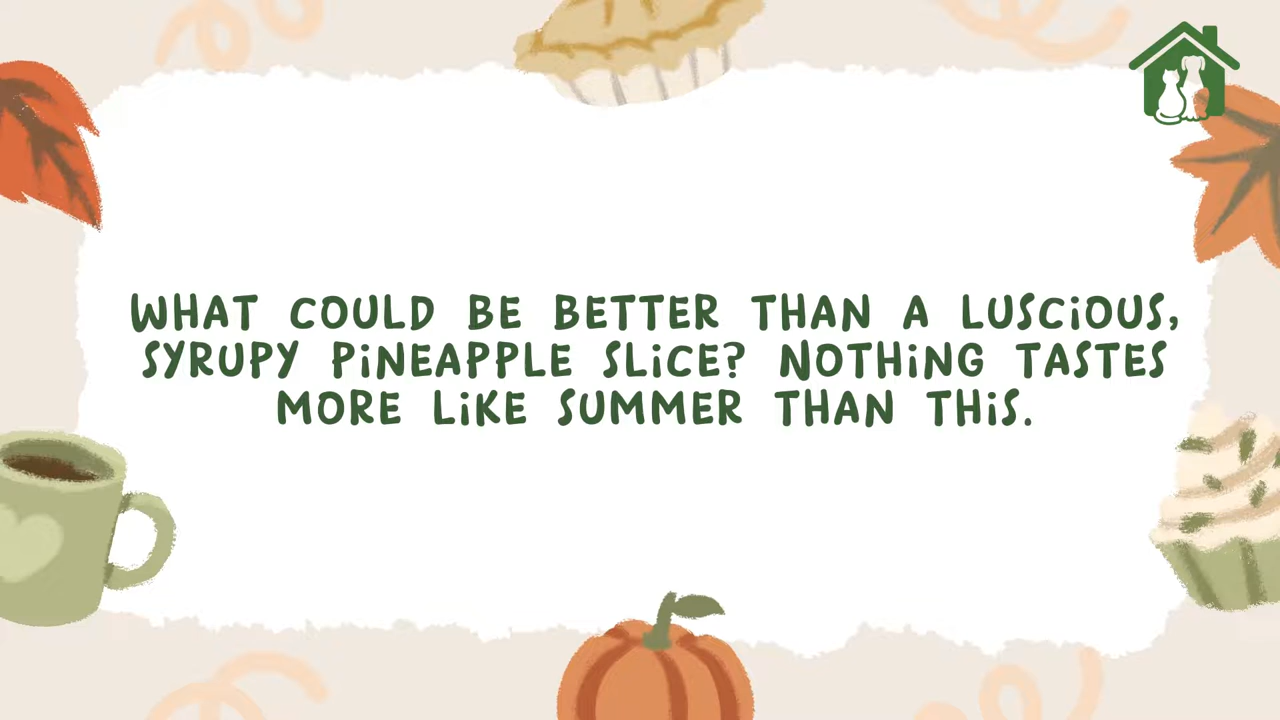 WHAT COULD BE BETTER THAN A LUSCiOUS,
SYRUPY PiNEAPPLE SLiCE? NOTHiNG TASTES
MORE LiKE SUMMER THAN THiS.